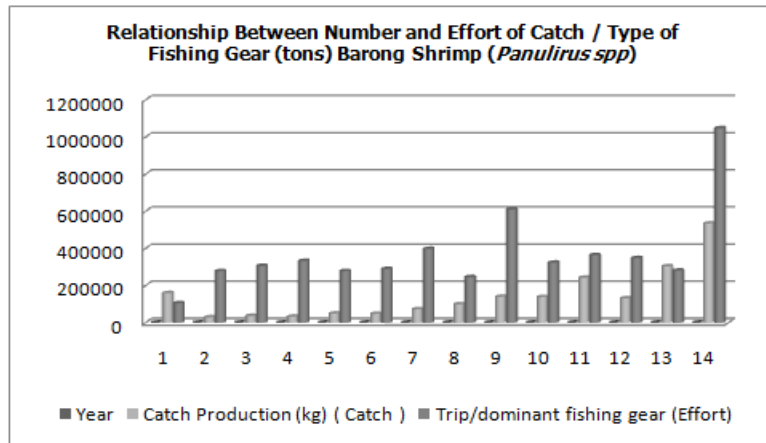 Relationship Between Number and Effort of Catch / Type of
Fishing Gear (tons) Barong Shrimp (Panulirus spp)
1200000
1000000
800000
600000
400000
200000
0
1 2 3 4 5 6 7 8 9 10 11 12 13 14
Year Catch Production (kg) ( Catch ) Trip/dominant fishing gear (Effort)